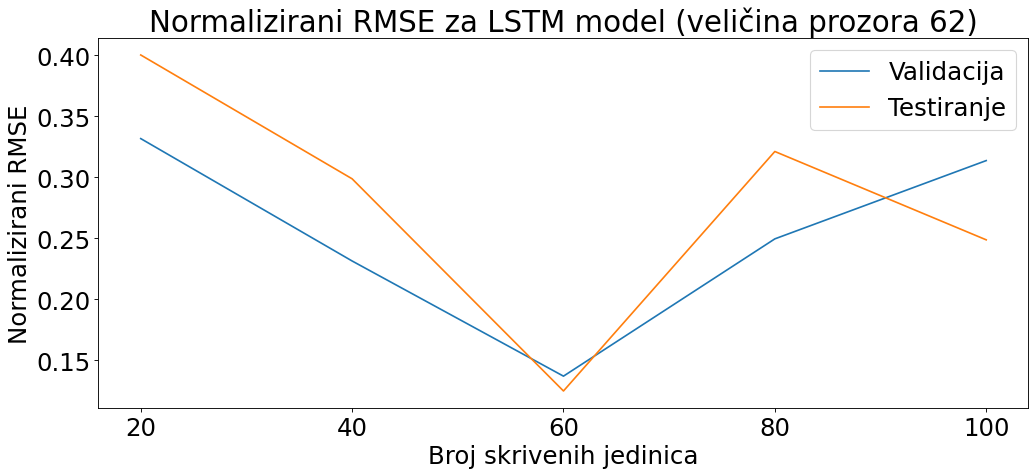 Normalizirani RMSE za LSTM model (veličina prozora 62)
Normalizirani RMSE
0.40
0.35
0.30
0.25
0.20
0.15
Validacija
Testiranje
20 40 60 80 100
Broj skrivenih jedinica